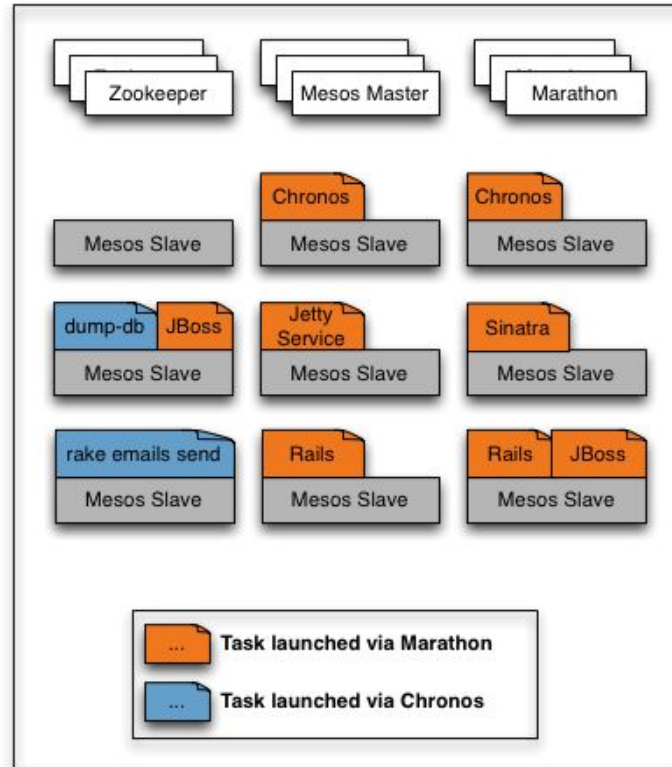 Zookeeper
Mesos Master
Marathon
Chronos
Chronos
Mesos Slave
Mesos Slave
Mesos Slave
dump-db
JBoss
Jetty
Service
Sinatra
Mesos Slave
Mesos Slave
Mesos Slave
rake emails send
Rails
Rails
JBoss
Mesos Slave
Mesos Slave
Mesos Slave
... Task launched via Marathon
... Task launched via Chronos